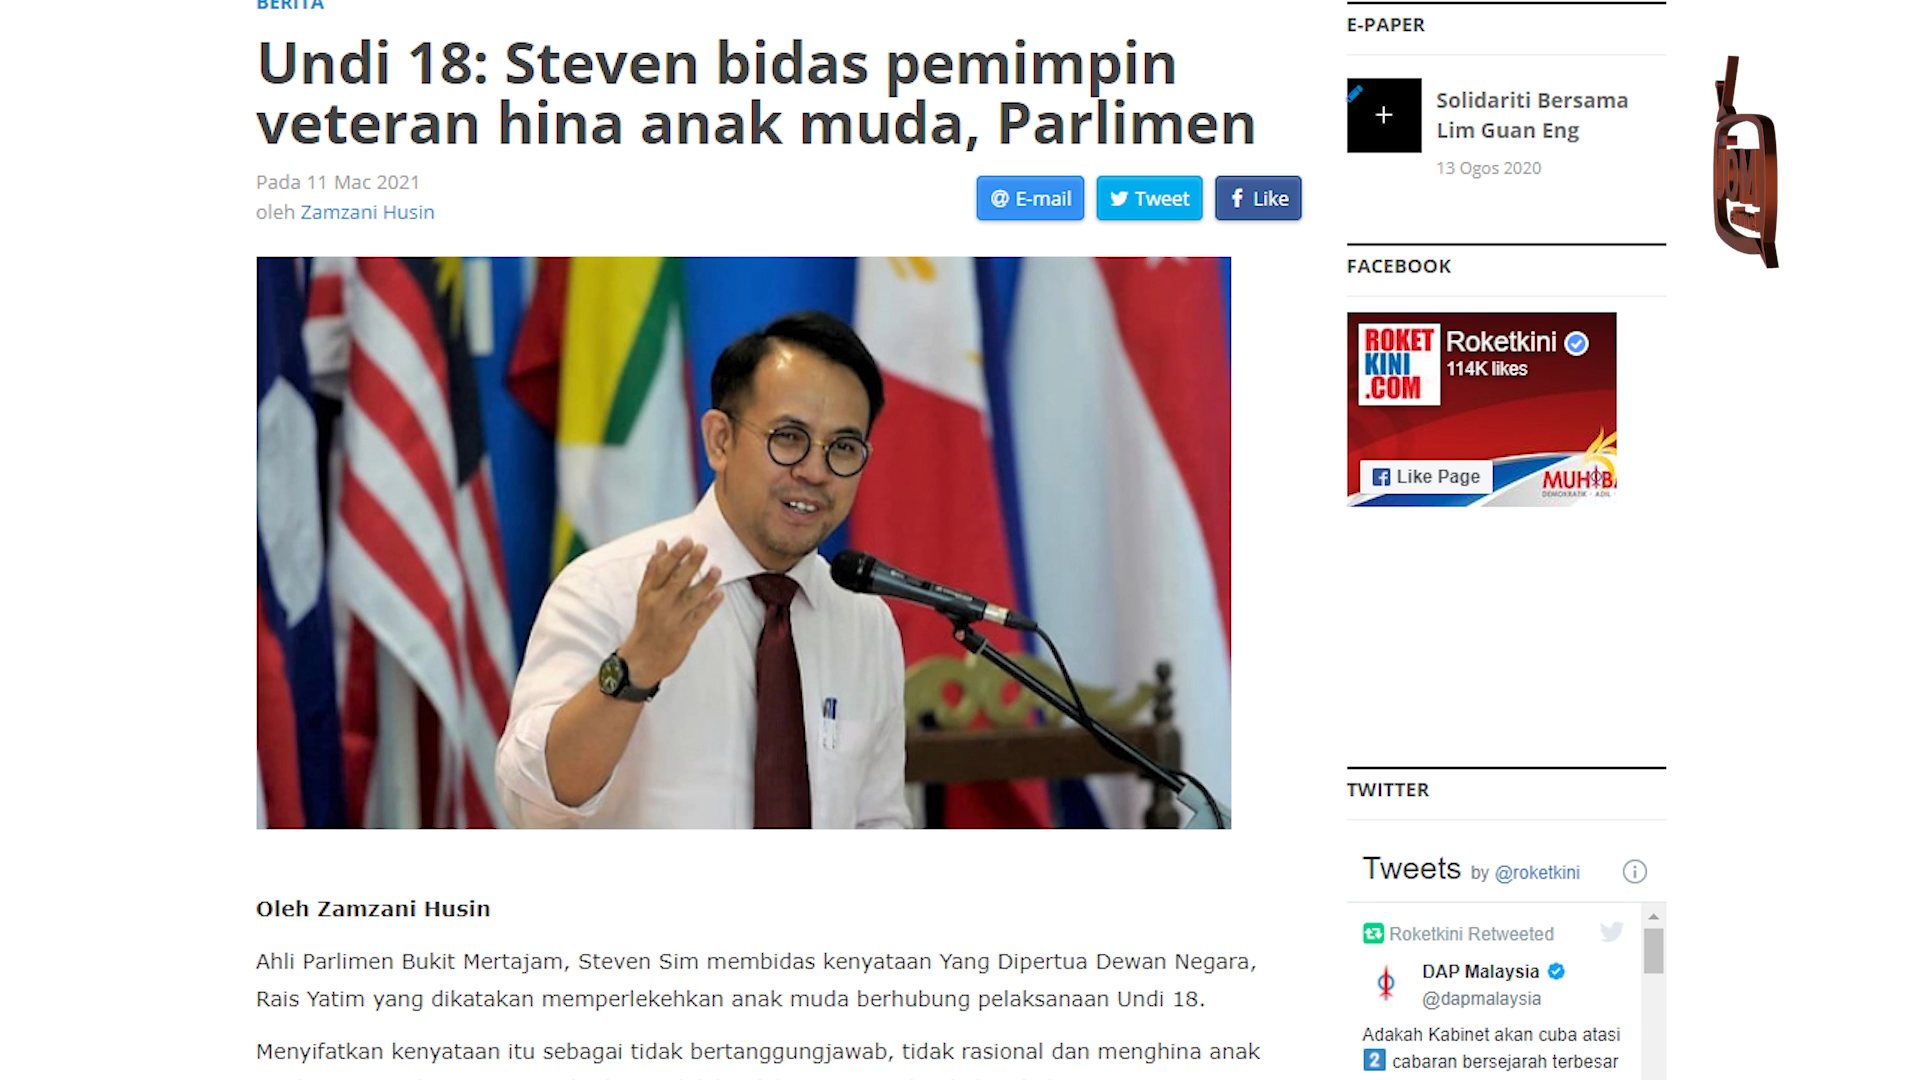 BERITA
Undi 18: Steven bidas pemimpin
veteran hina anak muda, Parlimen
Pada 11 Mac 2021
oleh Zamzani Husin
@ E-mail
Tweet
Like
Oleh Zamzani Husin
Ahli Parlimen Bukit Mertajam, Steven Sim membidas kenyataan Yang Dipertua Dewan Negara,
Rais Yatim yang dikatakan memperlekehkan anak muda berhubung pelaksanaan Undi 18.
Menyifatkan kenyataan itu sebagai tidak bertanggungjawab, tidak rasional dan menghina anak
E-PAPER
Solidariti Bersama
Lim Guan Eng
13 Ogos 2020
FACEBOOK
ROKET
KINI
.COM
Roketkini
114K likes
Like Page
DEMOKRATIK · ADIL ·
TWITTER
Tweets by @roketkini
Roketkini Retweeted
DAP Malaysia
@dapmalaysia
Adakah Kabinet akan cuba atasi
2 cabaran bersejarah terbesar